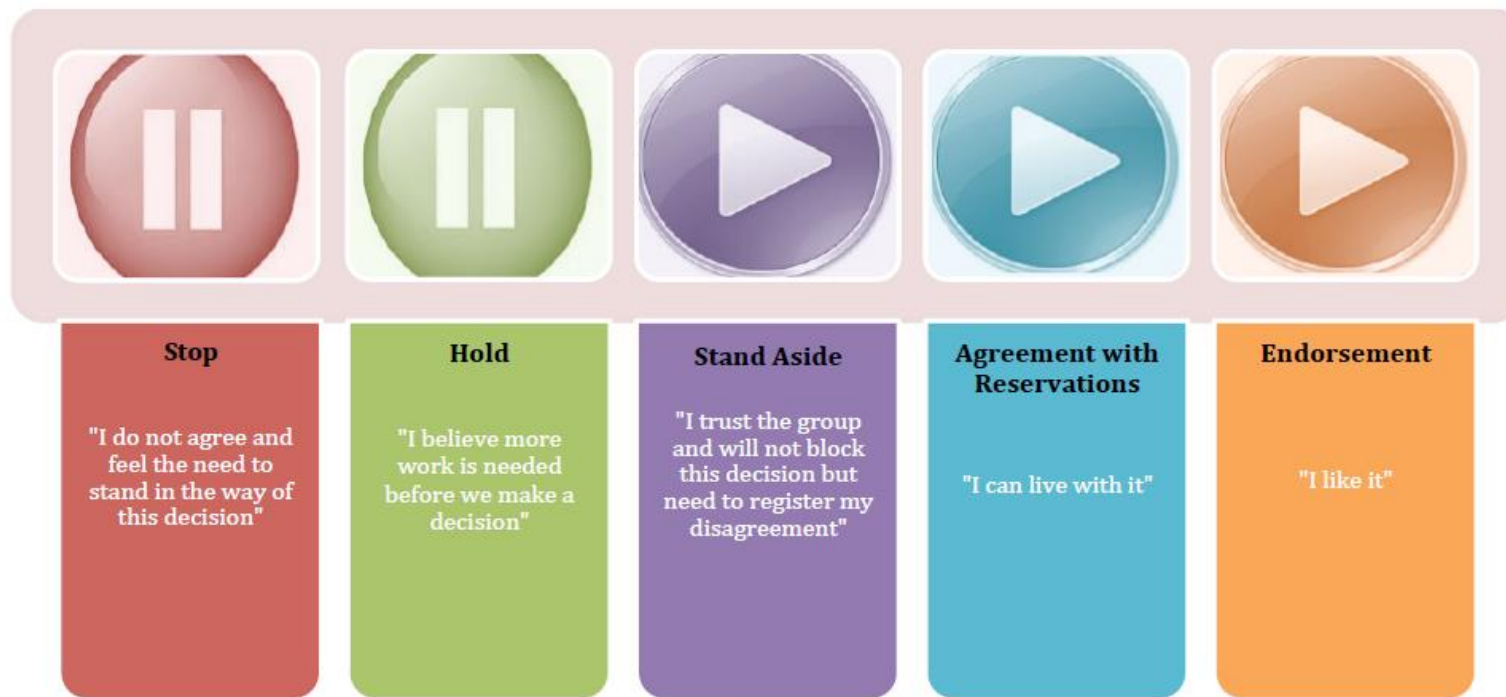 Stop
"I do not agree and
feel the need to
stand in the way of
this decision"
Hold
"I believe more
work is needed
before we make a
decision"
Stand Aside
"I trust the group
and will not block
this decision but
need to register my
disagreement"
Agreement with
Reservations
"I can live with it"
Endorsement
"I like it"